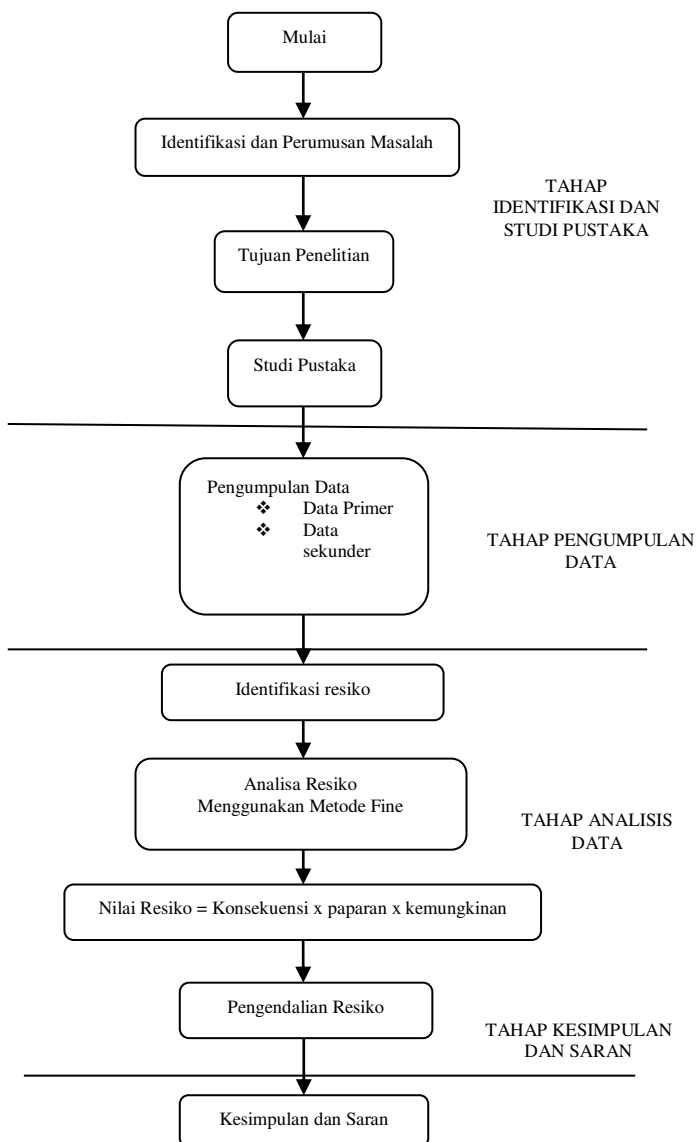 Mulai
Identifikasi dan Perumusan Masalah
TAHAP
IDENTIFIKASI DAN
STUDI PUSTAKA
Tujuan Penelitian
Studi Pustaka
Pengumpulan Data
❖ Data Primer
❖ Data
sekunder
TAHAP PENGUMPULAN
DATA
Identifikasi resiko
Analisa Resiko
Menggunakan Metode Fine
TAHAP ANALISIS
DATA
Nilai Resiko = Konsekuensi x paparan x kemungkinan
Pengendalian Resiko
TAHAP KESIMPULAN
DAN SARAN
Kesimpulan dan Saran